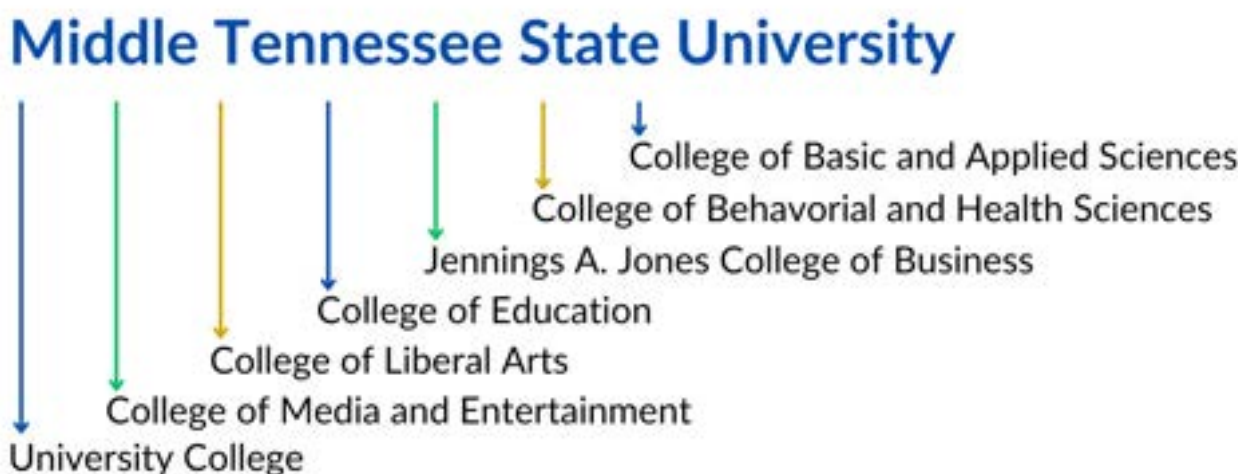 Middle Tennessee State University
College of Basic and Applied Sciences
College of Behavorial and Health Sciences
Jennings A. Jones College of Business
College of Education
College of Liberal Arts
College of Media and Entertainment
University College